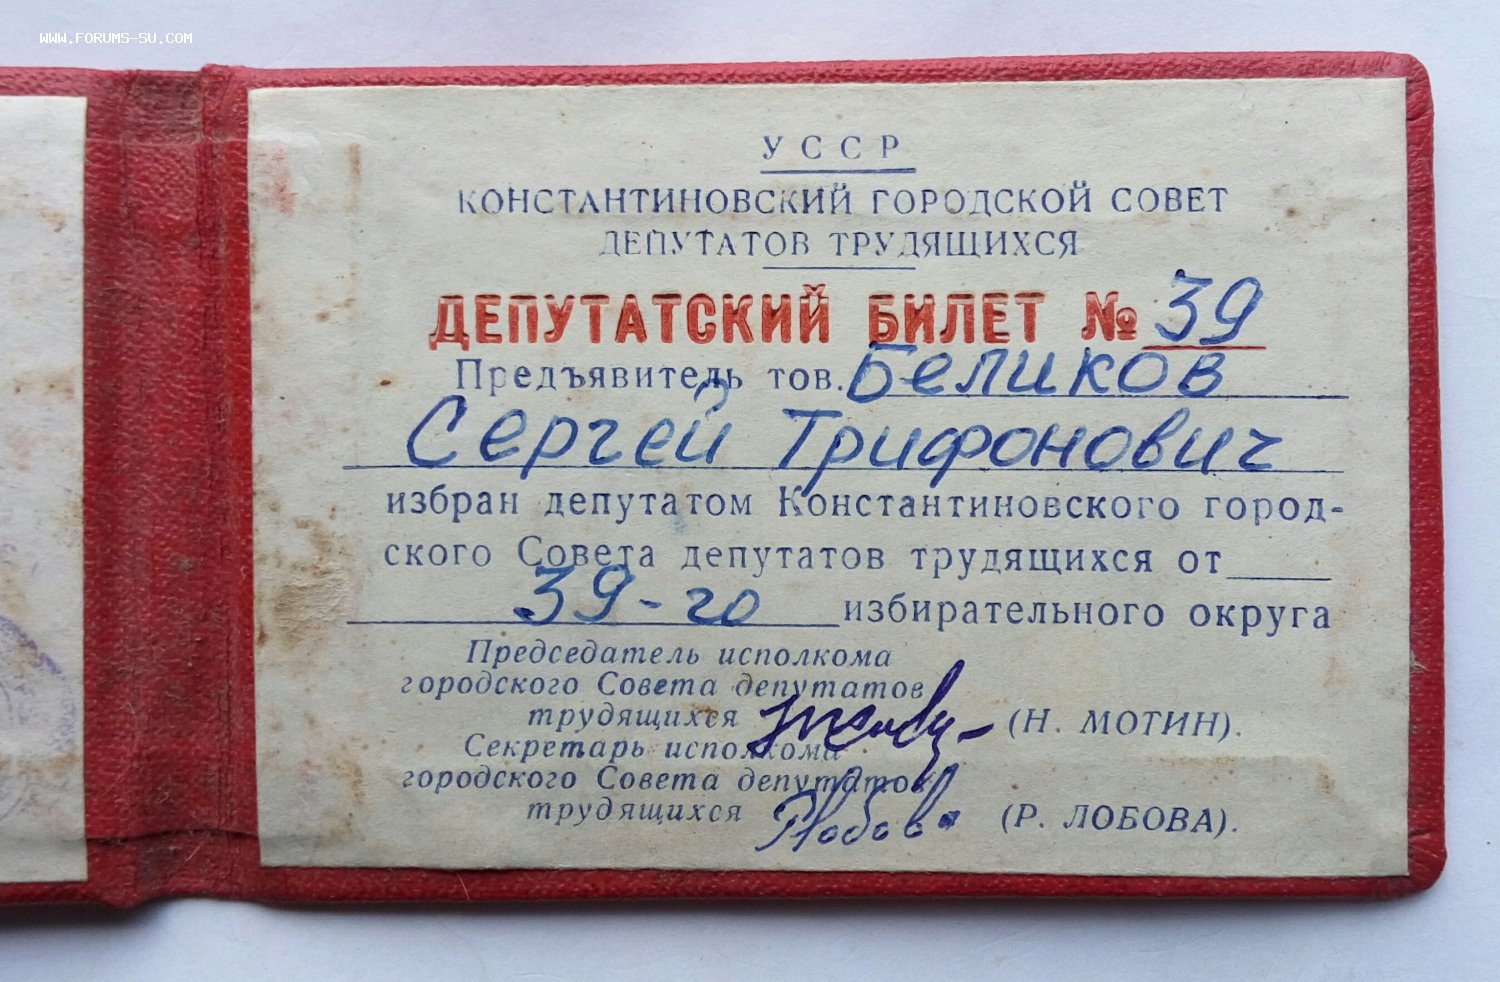 WWW.FORUMS-SU.COM
УССР
КОНСТАНТИНОВСКИЙ ГОРОДСКОЙ СОВЕТ
ДЕПУТАТОВ ТРУДЯЩИХСЯ
ДЕПУТАТСКИЙ БИЛЕТ № 39
Предъявитель тов. Беликов
Сергей Трифонович
избран депутатом Константиновского город-
ского Совета депутатов трудящихся от
39-го избирательного округа
Председатель исполкома
городского Совета депутатов
трудящихся (Н. МОТИН).
Секретарь исполкома
городского Совета депутатов
трудящихся (Р. ЛОБОВА).